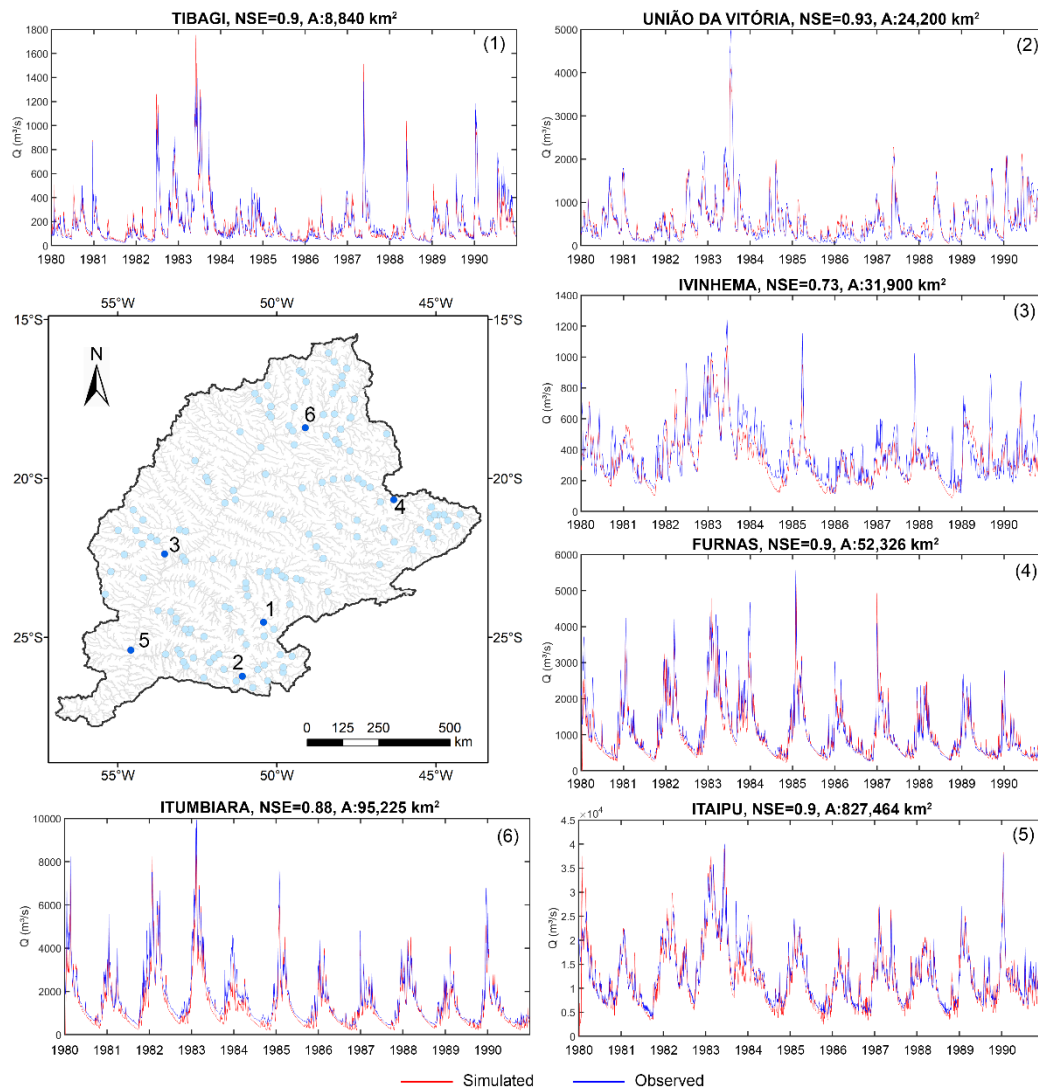 TIBAGI, NSE=0.9, A:8,840 km²
(1)
Q (m³/s)
1800
1600
1400
1200
1000
800
600
400
200
0
1980 1981 1982 1983 1984 1985 1986 1987 1988 1989 1990
UNIÃO DA VITÓRIA, NSE=0.93, A:24,200 km²
(2)
Q (m³/s)
5000
4000
3000
2000
1000
0
1980 1981 1982 1983 1984 1985 1986 1987 1988 1989 1990
IVINHEMA, NSE=0.73, A:31,900 km²
(3)
Q (m³/s)
1400
1200
1000
800
600
400
200
0
1980 1981 1982 1983 1984 1985 1986 1987 1988 1989 1990
55°W 50°W 45°W
15°S
20°S
25°S
N
6
4
3
1
5
2
0 125 250 500
km
55°W 50°W 45°W
FURNAS, NSE=0.9, A:52,326 km²
(4)
Q (m³/s)
6000
5000
4000
3000
2000
1000
0
1980 1981 1982 1983 1984 1985 1986 1987 1988 1989 1990
ITUMBIARA, NSE=0.88, A:95,225 km²
(6)
Q (m³/s)
10000
8000
6000
4000
2000
0
1980 1981 1982 1983 1984 1985 1986 1987 1988 1989 1990
ITAIPU, NSE=0.9, A:827,464 km²
(5)
× 10⁴
Q (m³/s)
4.5
4
3.5
3
2.5
2
1.5
1
0.5
0
1980 1981 1982 1983 1984 1985 1986 1987 1988 1989 1990
Simulated Observed